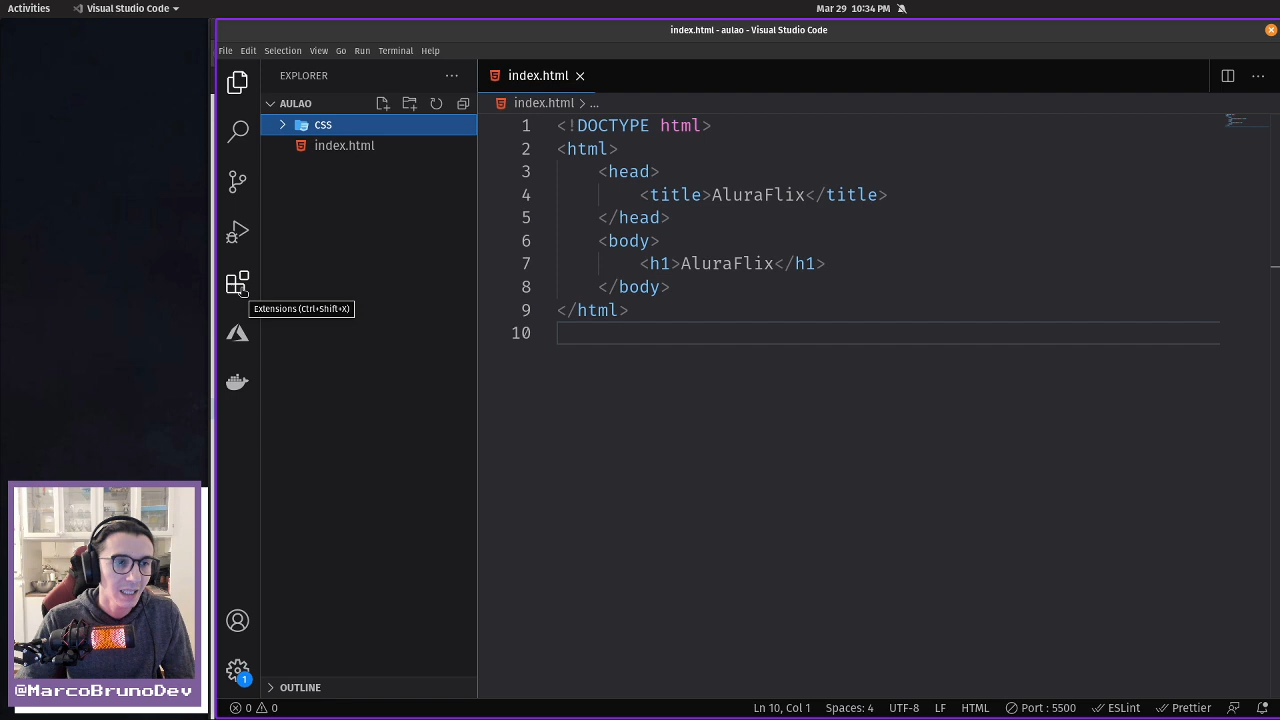 Activities
Visual Studio Code
Mar 29 10:34 PM
index.html - aulao - Visual Studio Code
File Edit Selection View Go Run Terminal Help
EXPLORER
index.html
AULAO
index.html > ...
css
index.html
1 <!DOCTYPE html>
2 <html>
3 <head>
4 <title>AluraFlix</title>
5 </head>
6 <body>
7 <h1>AluraFlix</h1>
8 </body>
9 </html>
10
Extensions (Ctrl+Shift+X)
1
OUTLINE
@MarcoBrunoDev
0 0
Ln 10, Col 1 Spaces: 4 UTF-8 LF HTML Port : 5500 ESLint Prettier